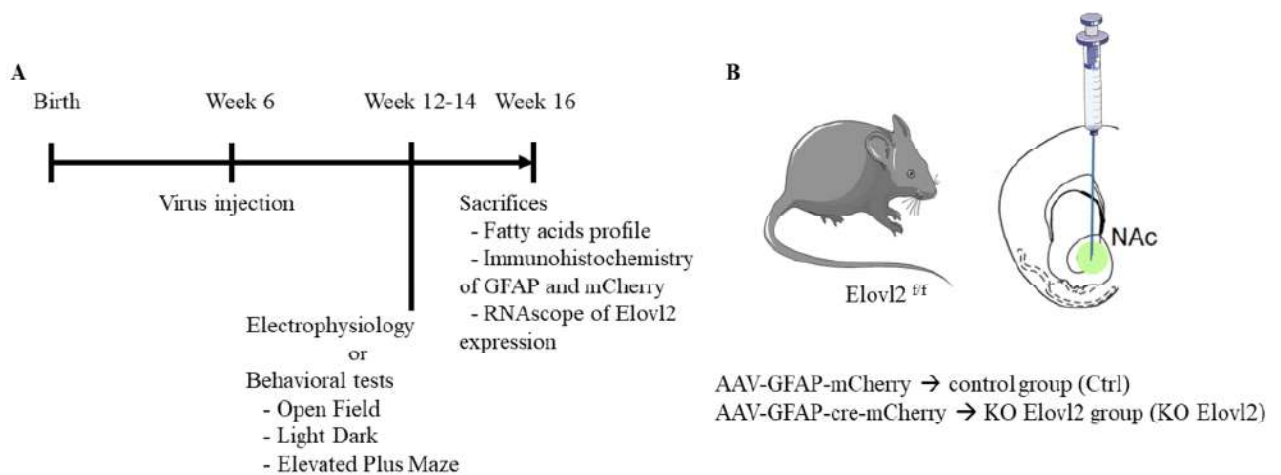 A
Birth
Week 6
Week 12-14
Week 16
Virus injection
Sacrifices
- Fatty acids profile
- Immunohistochemistry
of GFAP and mCherry
- RNAscope of Elovl2
expression
Electrophysiology
or
Behavioral tests
- Open Field
- Light Dark
- Elevated Plus Maze
B
NAc
Elovl2 f/f
AAV-GFAP-mCherry → control group (Ctrl)
AAV-GFAP-cre-mCherry → KO Elovl2 group (KO Elovl2)